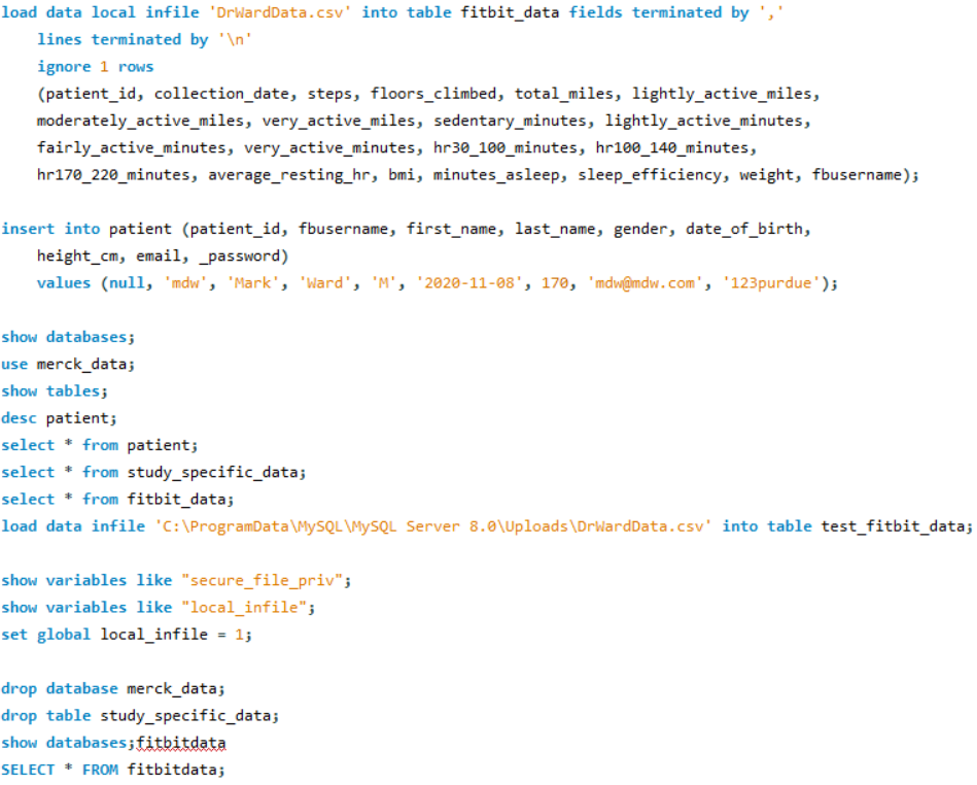 load data local infile 'DrWardData.csv' into table fitbit_data fields terminated by ','
lines terminated by '\n'
ignore 1 rows
(patient_id, collection_date, steps, floors_climbed, total_miles, lightly_active_miles,
moderately_active_miles, very_active_miles, sedentary_minutes, lightly_active_minutes,
fairly_active_minutes, very_active_minutes, hr30_100_minutes, hr100_140_minutes,
hr170_220_minutes, average_resting_hr, bmi, minutes_asleep, sleep_efficiency, weight, fbusername);
insert into patient (patient_id, fbusername, first_name, last_name, gender, date_of_birth,
height_cm, email, _password)
values (null, 'mdw', 'Mark', 'Ward', 'M', '2020-11-08', 170, 'mdw@mdw.com', '123purdue');
show databases;
use merck_data;
show tables;
desc patient;
select * from patient;
select * from study_specific_data;
select * from fitbit_data;
load data infile 'C:\ProgramData\MySQL\MySQL Server 8.0\Uploads\DrWardData.csv' into table test_fitbit_data;
show variables like "secure_file_priv";
show variables like "local_infile";
set global local_infile = 1;
drop database merck_data;
drop table study_specific_data;
show databases;fitbitdata
SELECT * FROM fitbitdata;